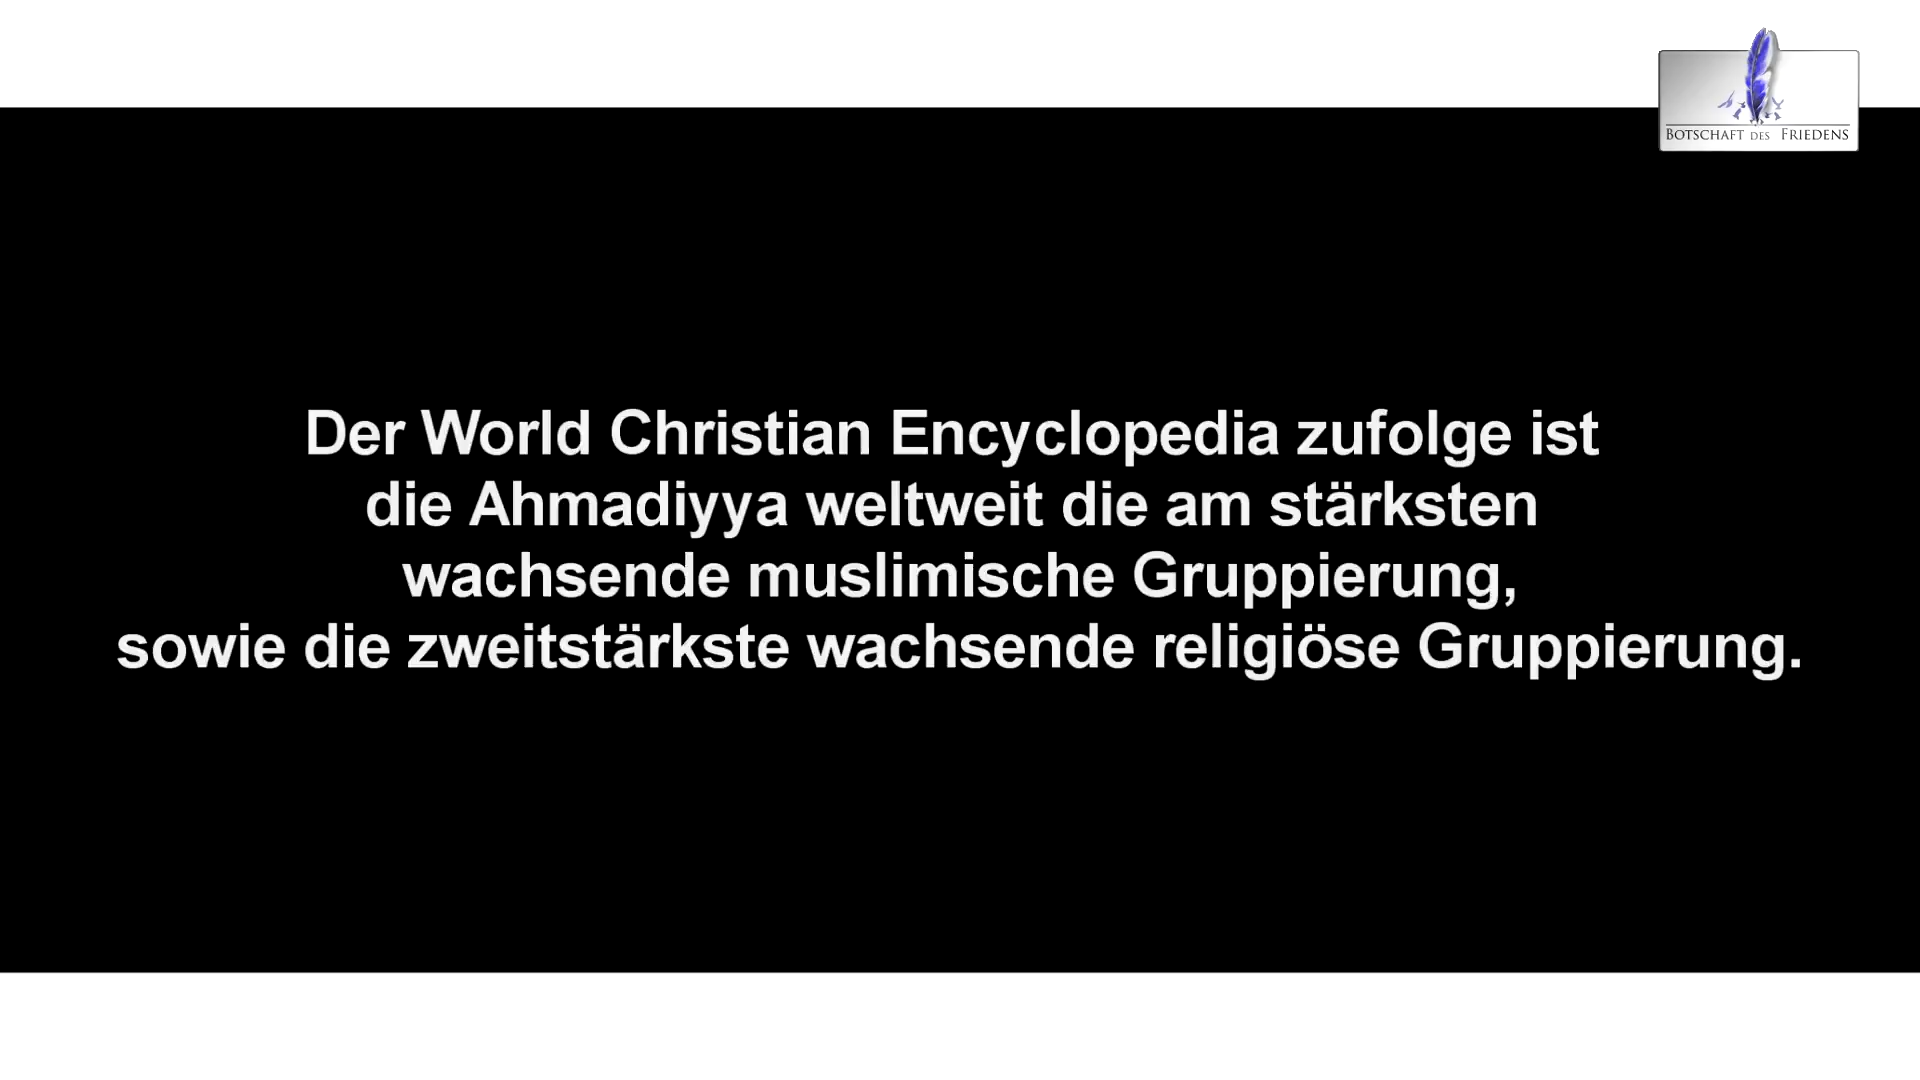 BOTSCHAFT DES FRIEDENS
Der World Christian Encyclopedia zufolge ist
die Ahmadiyya weltweit die am stärksten
wachsende muslimische Gruppierung,
sowie die zweitstärkste wachsende religiöse Gruppierung.